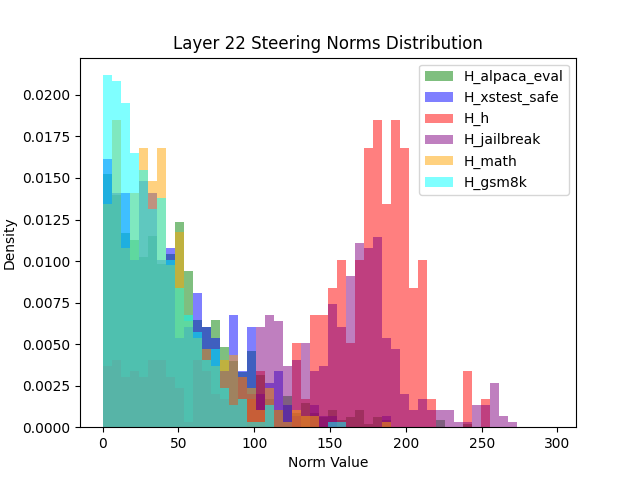 Layer 22 Steering Norms Distribution
H_alpaca_eval
H_xstest_safe
H_h
H_jailbreak
H_math
H_gsm8k
Density
0.0200
0.0175
0.0150
0.0125
0.0100
0.0075
0.0050
0.0025
0.0000
0 50 100 150 200 250 300
Norm Value